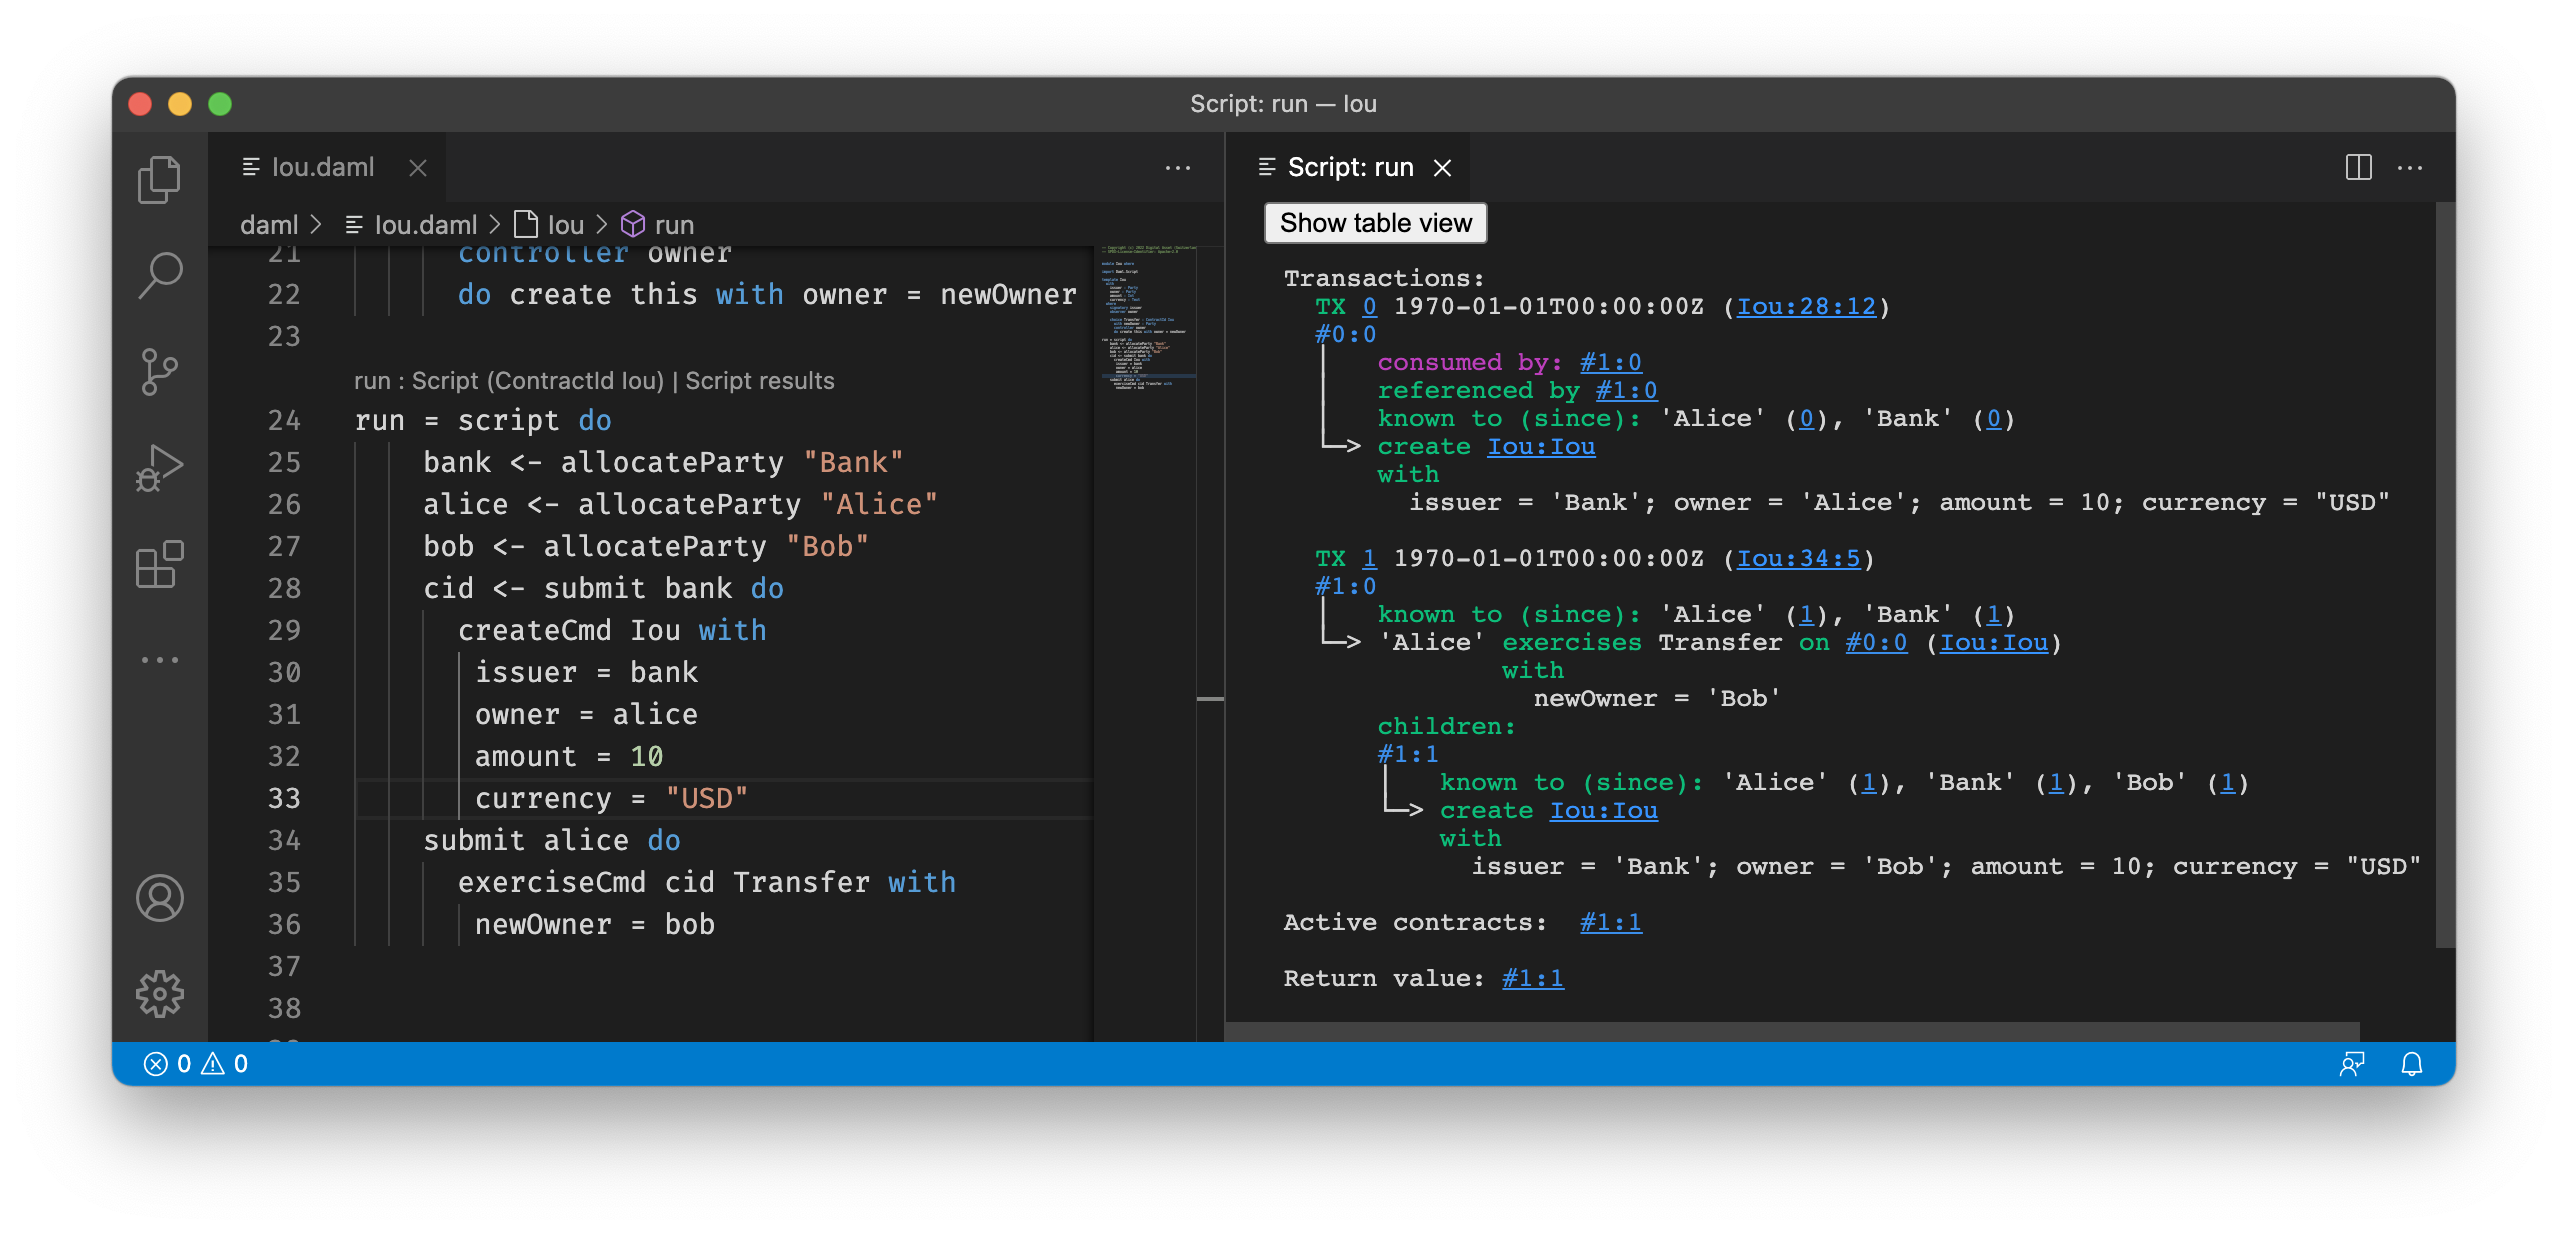 Script: run — Iou
Iou.daml
daml > Iou.daml > Iou > run
21 controller owner
22 do create this with owner = newOwner
23
run : Script (ContractId Iou) | Script results
24 run = script do
25 bank <- allocateParty "Bank"
26 alice <- allocateParty "Alice"
27 bob <- allocateParty "Bob"
28 cid <- submit bank do
29 createCmd Iou with
30 issuer = bank
31 owner = alice
32 amount = 10
33 currency = "USD"
34 submit alice do
35 exerciseCmd cid Transfer with
36 newOwner = bob
37
38
Script: run
Show table view
Transactions:
TX 0 1970-01-01T00:00:00Z (Iou:28:12)
#0:0
consumed by: #1:0
referenced by #1:0
known to (since): 'Alice' (0), 'Bank' (0)
create Iou:Iou
with
issuer = 'Bank'; owner = 'Alice'; amount = 10; currency = "USD"
TX 1 1970-01-01T00:00:00Z (Iou:34:5)
#1:0
known to (since): 'Alice' (1), 'Bank' (1)
'Alice' exercises Transfer on #0:0 (Iou:Iou)
with
newOwner = 'Bob'
children:
#1:1
known to (since): 'Alice' (1), 'Bank' (1), 'Bob' (1)
create Iou:Iou
with
issuer = 'Bank'; owner = 'Bob'; amount = 10; currency = "USD"
Active contracts: #1:1
Return value: #1:1
0 0